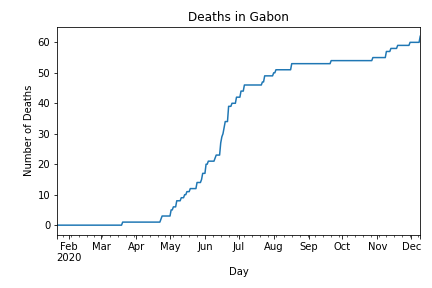 Deaths in Gabon
60
50
40
30
20
10
0
Number of Deaths
Feb Mar Apr May Jun Jul Aug Sep Oct Nov Dec
2020
Day